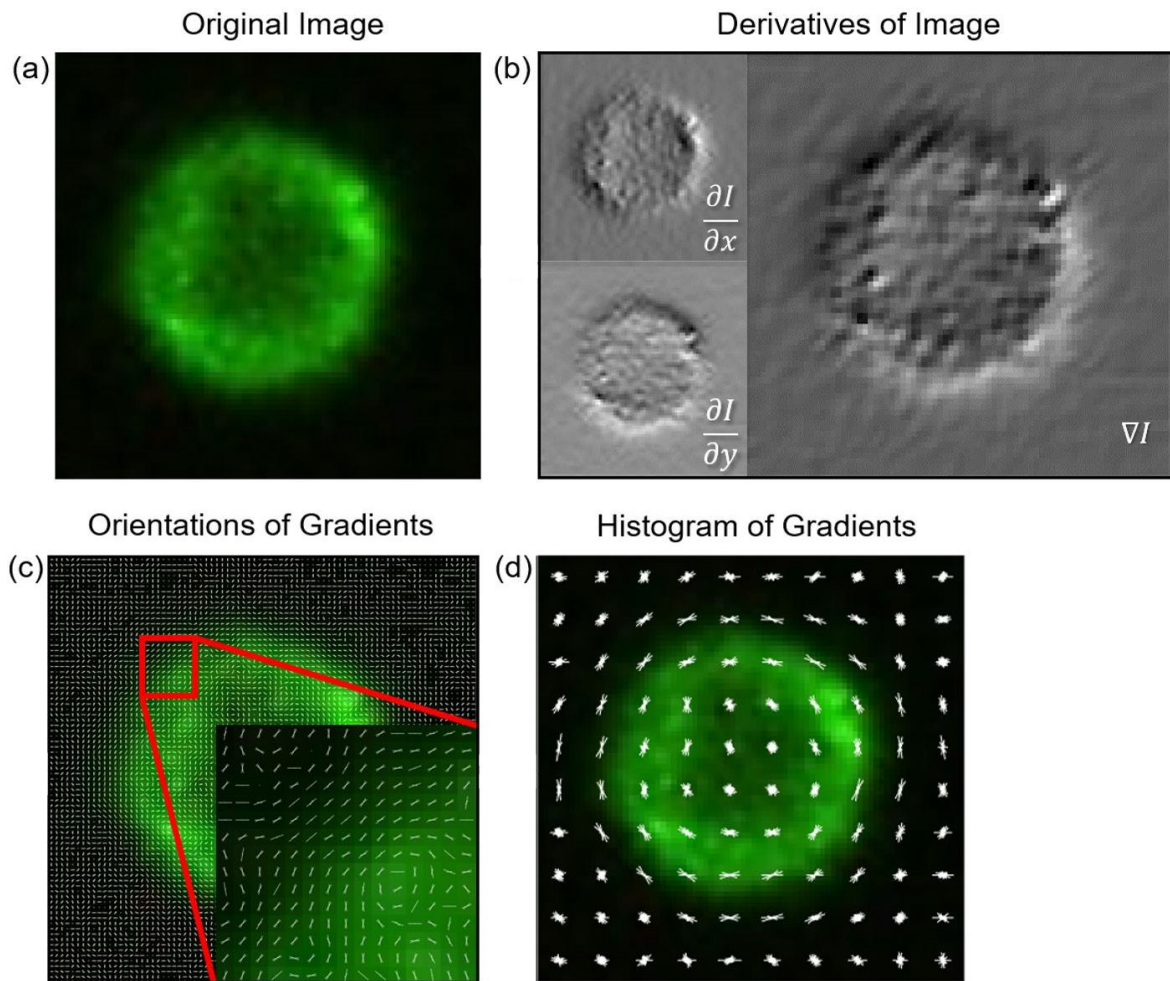 Original Image
Derivatives of Image
(a)
(b)
∂I
∂x
∂I
∂y
∇I
Orientations of Gradients
Histogram of Gradients
(c)
(d)